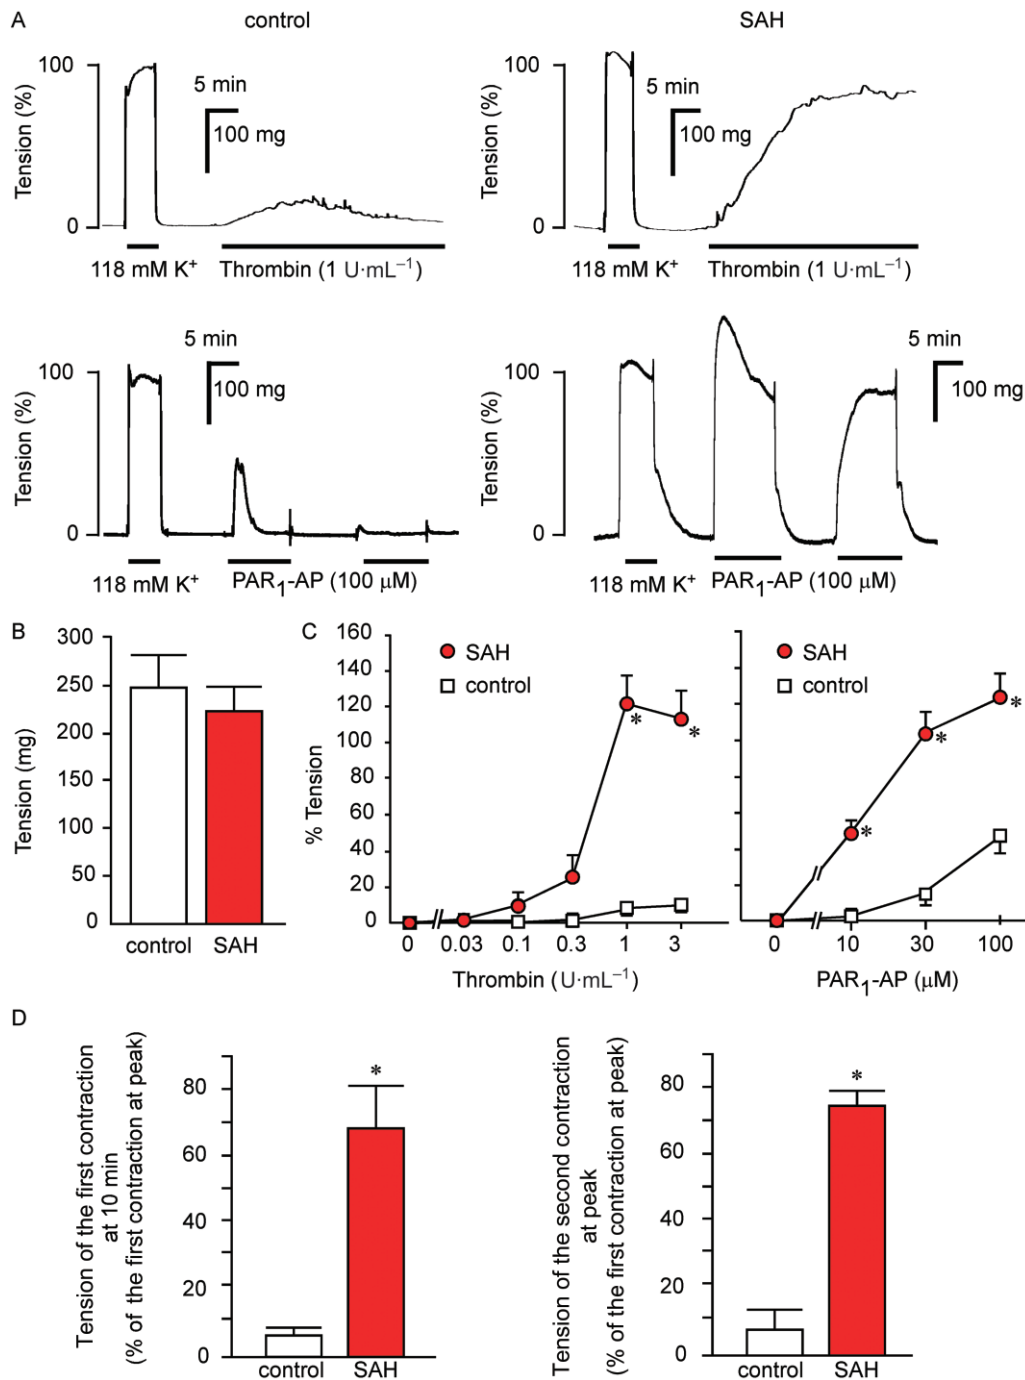 A
control
SAH
Tension (%)
100
0
5 min
100 mg
118 mM K⁺
Thrombin (1 U·mL⁻¹)
Tension (%)
100
0
5 min
100 mg
118 mM K⁺
Thrombin (1 U·mL⁻¹)
Tension (%)
100
0
5 min
100 mg
118 mM K⁺
PAR₁-AP (100 μM)
Tension (%)
100
0
5 min
100 mg
118 mM K⁺
PAR₁-AP (100 μM)
B
Tension (mg)
300
250
200
150
100
50
0
control
SAH
C
% Tension
160
140
120
100
80
60
40
20
0
SAH
control
*
*
0 0.03 0.1 0.3 1 3
Thrombin (U·mL⁻¹)
SAH
control
*
*
*
0 10 30 100
PAR₁-AP (μM)
D
Tension of the first contraction
at 10 min
(% of the first contraction at peak)
80
60
40
20
0
*
control
SAH
Tension of the second contraction
at peak
(% of the first contraction at peak)
80
60
40
20
0
*
control
SAH